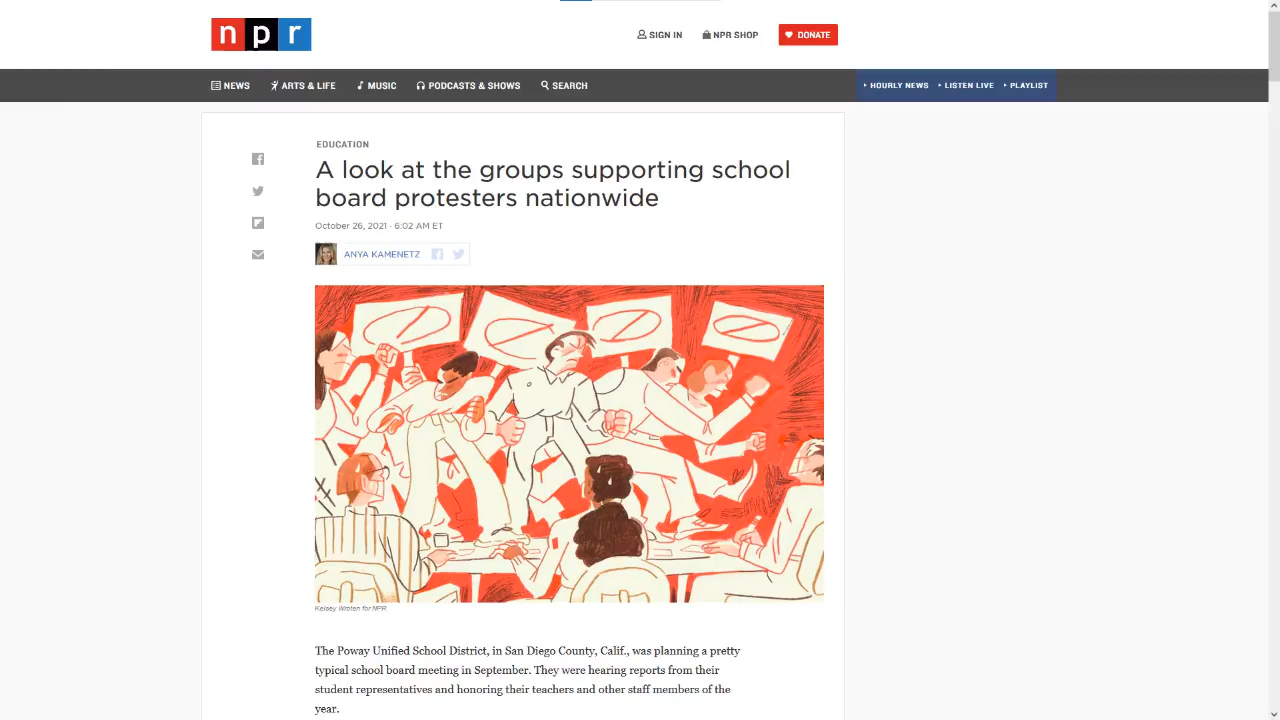 npr
SIGN IN
NPR SHOP
DONATE
NEWS
ARTS & LIFE
MUSIC
PODCASTS & SHOWS
SEARCH
HOURLY NEWS
LISTEN LIVE
PLAYLIST
EDUCATION
A look at the groups supporting school
board protesters nationwide
October 26, 2021 · 6:02 AM ET
ANYA KAMENETZ
Kelsey Wroten for NPR
The Poway Unified School District, in San Diego County, Calif., was planning a pretty
typical school board meeting in September. They were hearing reports from their
student representatives and honoring their teachers and other staff members of the
year.